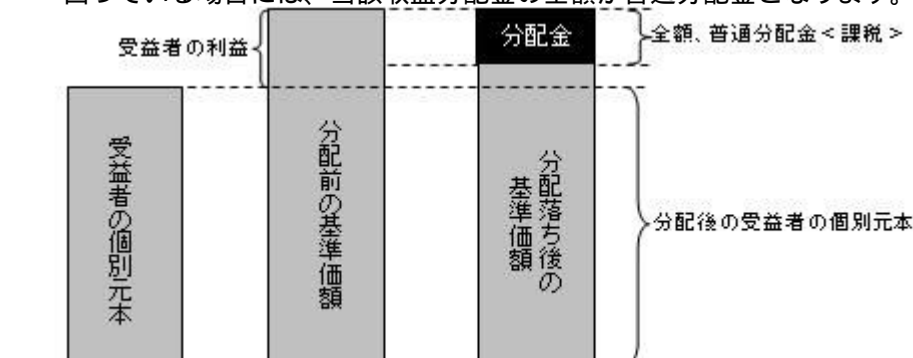 回っている場合には、当該収益分配金の全額が普通分配金となります。
受益者の利益
分配金
全額、普通分配金<課税>
受益者の個別元本
分配前の基準価額
分配落ち後の
基準価額
分配後の受益者の個別元本